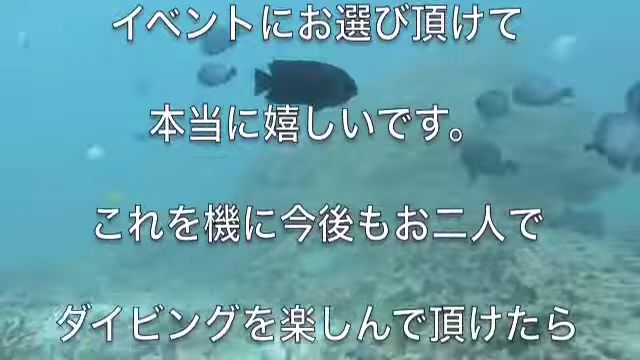 イベントにお選び頂けて
本当に嬉しいです。
これを機に今後もお二人で
ダイビングを楽しんで頂けたら